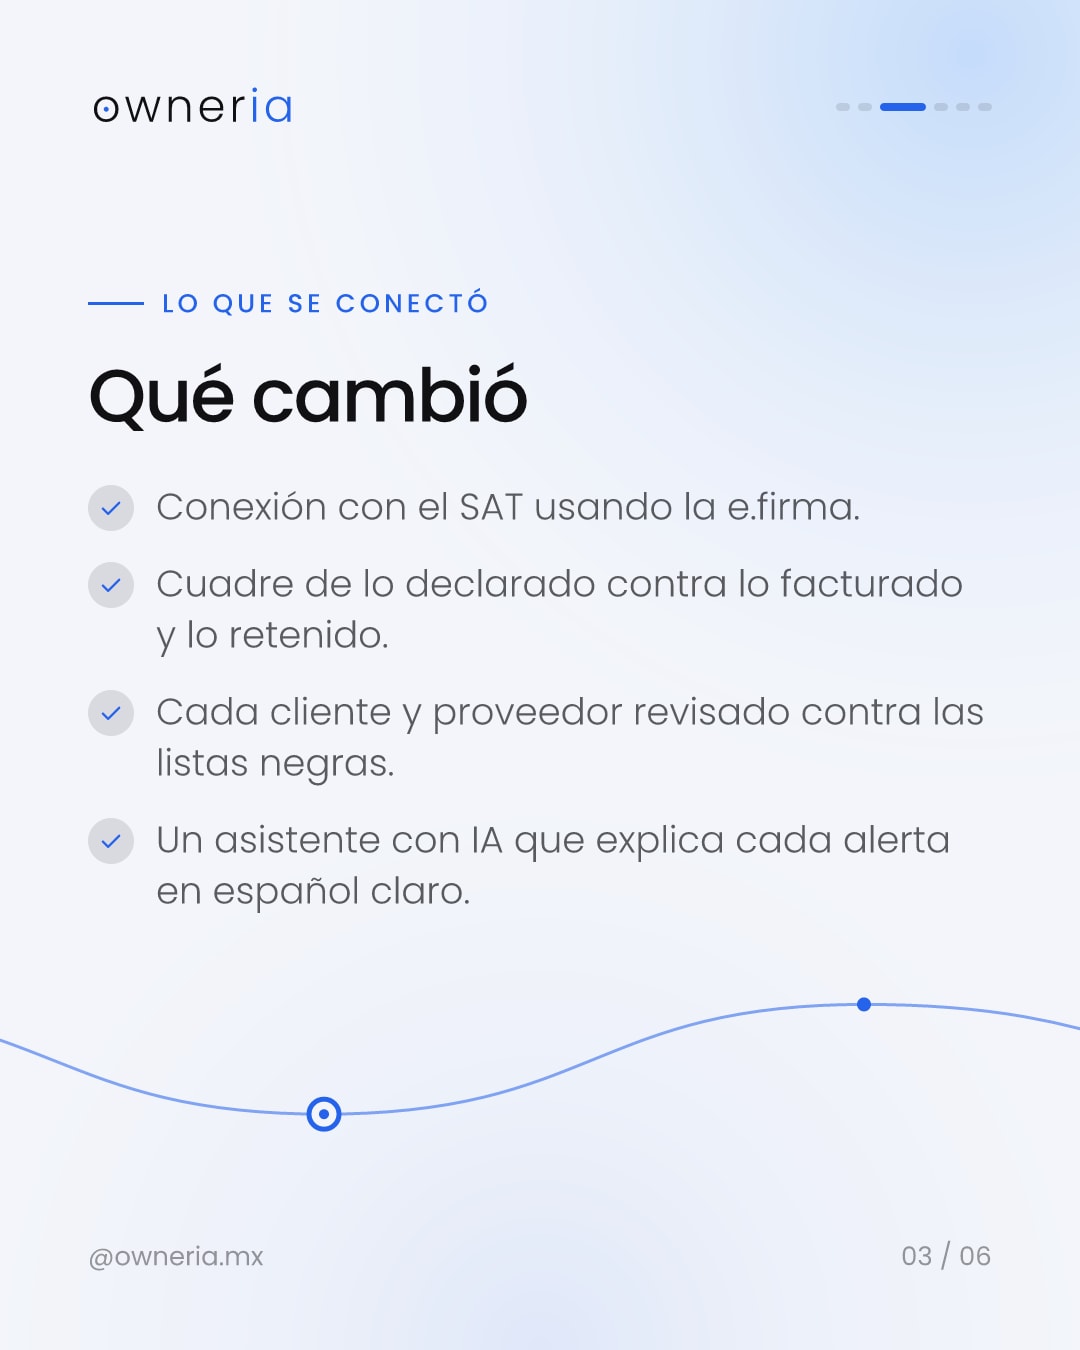 owneria
LO QUE SE CONECTÓ
Qué cambió
Conexión con el SAT usando la e.firma.
Cuadre de lo declarado contra lo facturado
y lo retenido.
Cada cliente y proveedor revisado contra las
listas negras.
Un asistente con IA que explica cada alerta
en español claro.
@owneria.mx
03 / 06